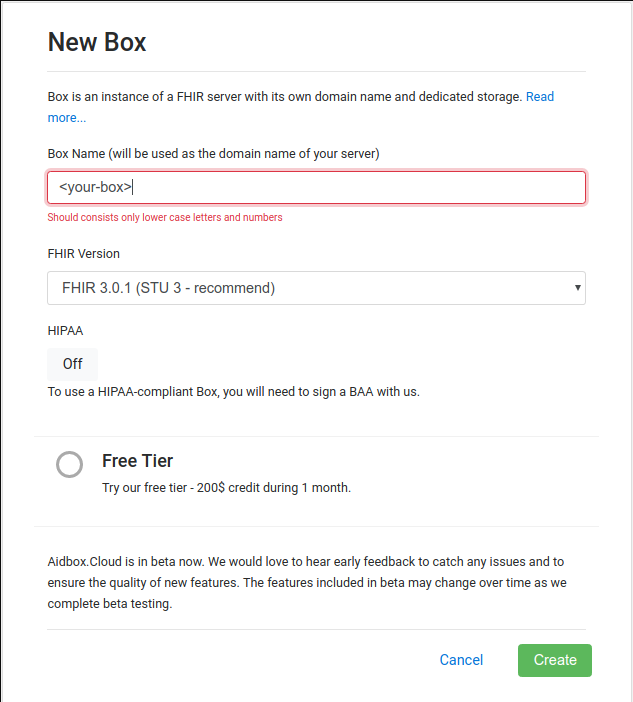 New Box
Box is an instance of a FHIR server with its own domain name and dedicated storage. Read
more...
Box Name (will be used as the domain name of your server)
<your-box>
Should consists only lower case letters and numbers
FHIR Version
FHIR 3.0.1 (STU 3 - recommend)
HIPAA
Off
To use a HIPAA-compliant Box, you will need to sign a BAA with us.
Free Tier
Try our free tier - 200$ credit during 1 month.
Aidbox.Cloud is in beta now. We would love to hear early feedback to catch any issues and to
ensure the quality of new features. The features included in beta may change over time as we
complete beta testing.
Cancel
Create